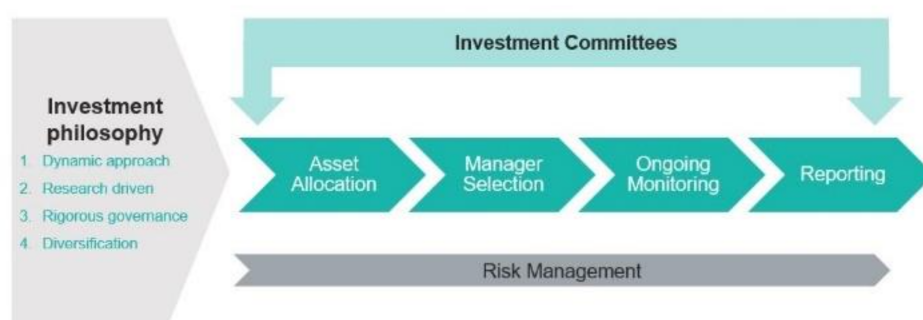 Investment Committees
Investment
philosophy
1. Dynamic approach
2. Research driven
3. Rigorous governance
4. Diversification
Asset
Allocation
Manager
Selection
Ongoing
Monitoring
Reporting
Risk Management